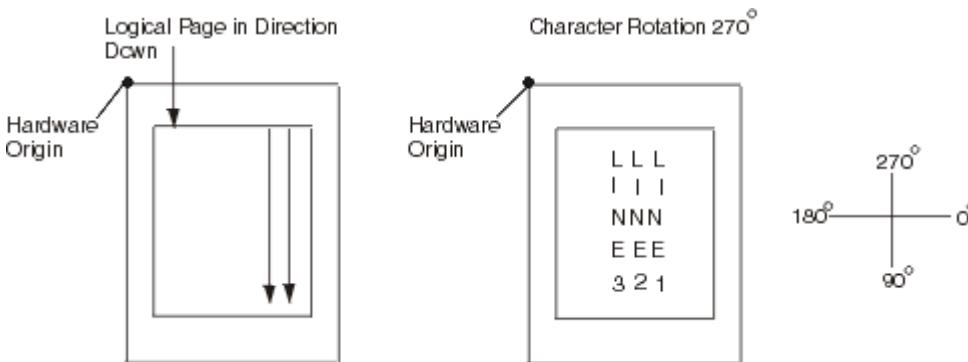 Logical Page in Direction
Down
Hardware
Origin
Character Rotation 270°
Hardware
Origin
L L L
I I I
N N N
E E E
3 2 1
270°
180°
0°
90°